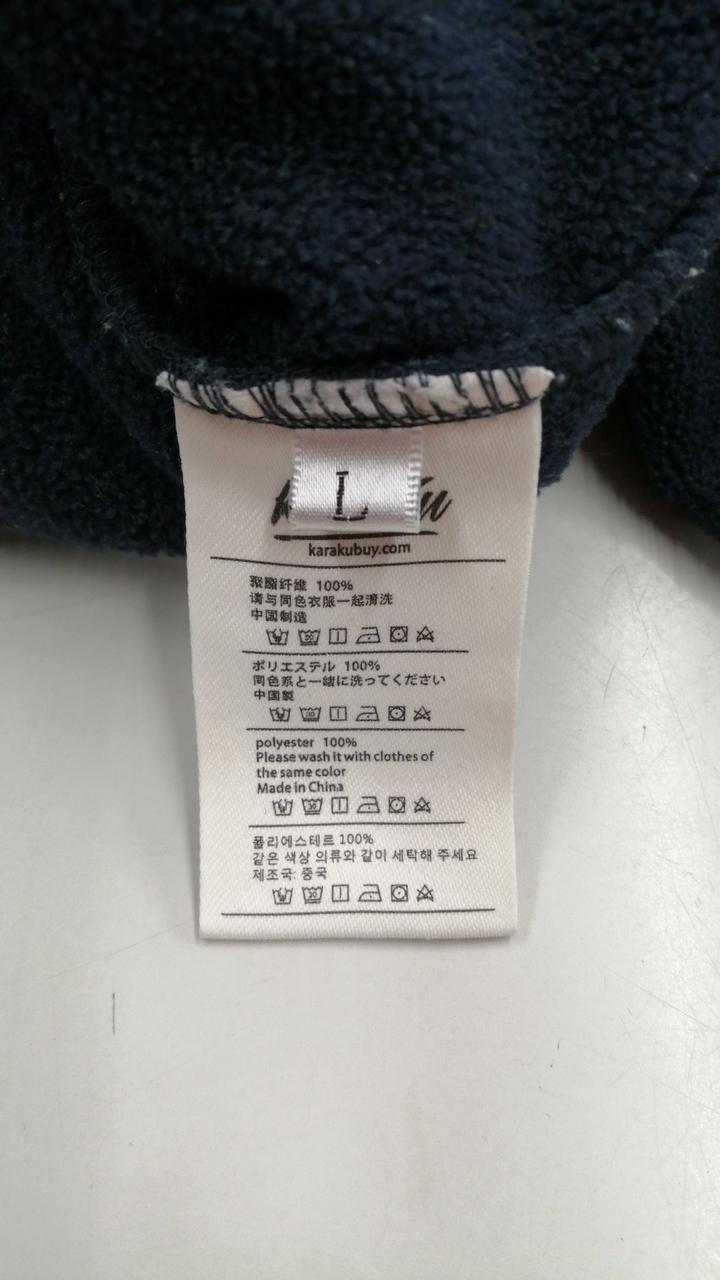 L
karakubuy.com
聚酯纤维 100%
请与同色衣服一起清洗
中国制造
ポリエステル 100%
同色系と一緒に洗ってください
中国製
polyester 100%
Please wash it with clothes of
the same color
Made in China
폴리에스테르 100%
같은 색상 의류와 같이 세탁해 주세요
제조국: 중국